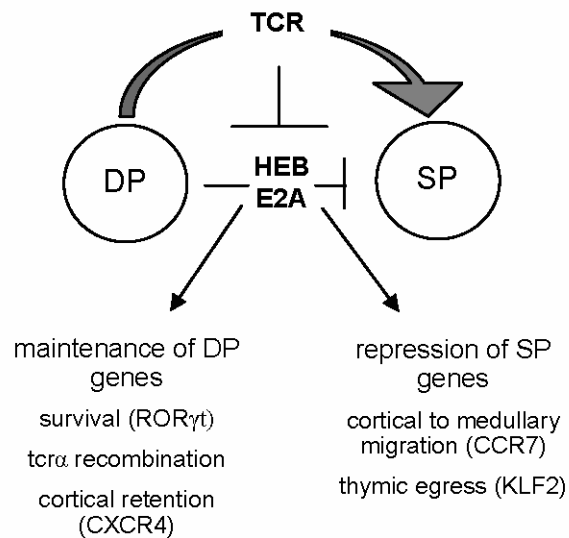 TCR
DP
HEB
E2A
SP
maintenance of DP
genes
survival (RORγt)
tcrα recombination
cortical retention
(CXCR4)
repression of SP
genes
cortical to medullary
migration (CCR7)
thymic egress (KLF2)